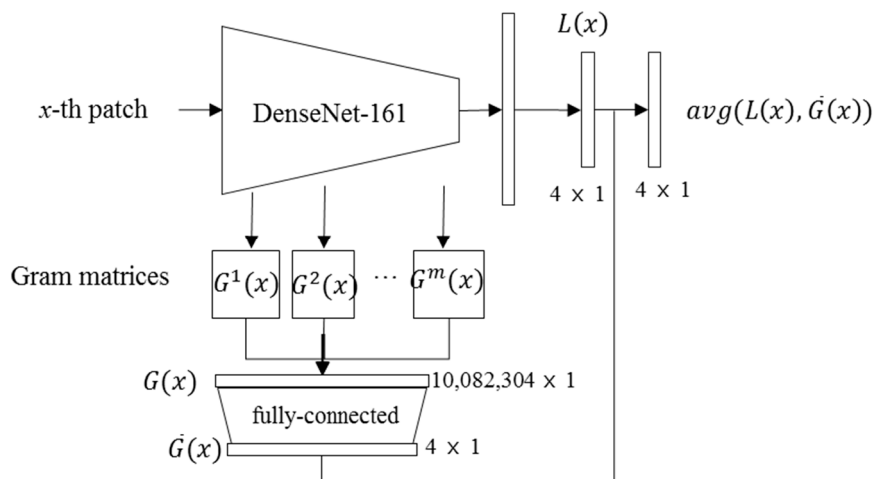 L(x)
x-th patch
DenseNet-161
avg(L(x), Ġ(x))
4 × 1
4 × 1
Gram matrices
G¹(x)
G²(x)
⋯
Gᵐ(x)
G(x)
10,082,304 × 1
fully-connected
Ġ(x)
4 × 1